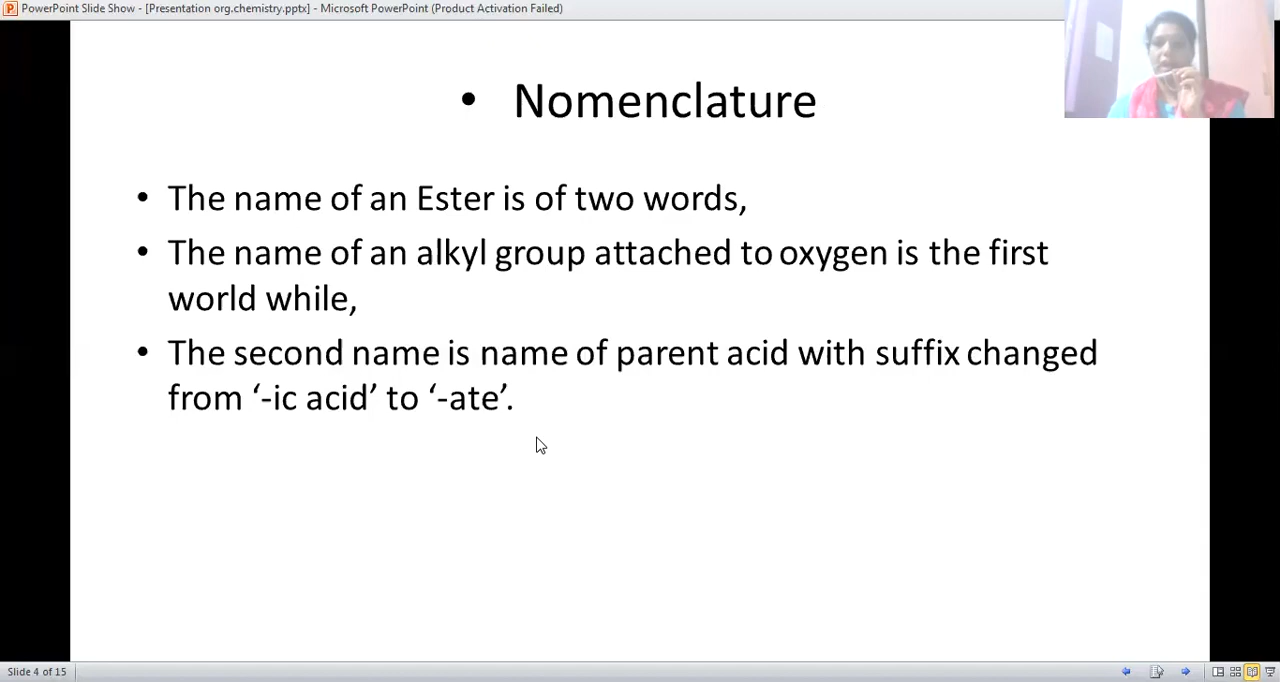 PowerPoint Slide Show - [Presentation org.chemistry.pptx] - Microsoft PowerPoint (Product Activation Failed)
• Nomenclature
• The name of an Ester is of two words,
• The name of an alkyl group attached to oxygen is the first
world while,
• The second name is name of parent acid with suffix changed
from ‘-ic acid’ to ‘-ate’.
Slide 4 of 15